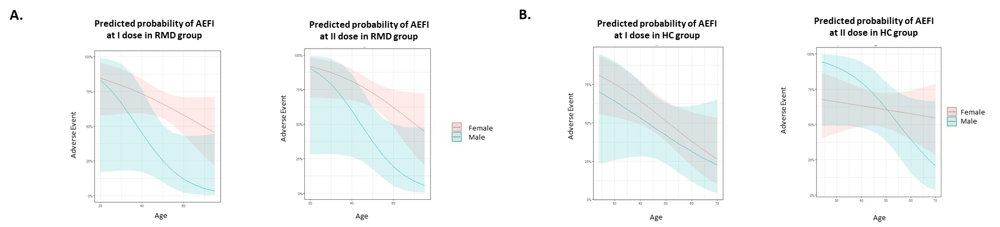 A.
Predicted probability of AEFI
at I dose in RMD group
100%
75%
50%
25%
0%
Adverse Event
20 40 60
Age
Predicted probability of AEFI
at II dose in RMD group
100%
75%
50%
25%
0%
Adverse Event
20 40 60
Age
Female
Male
B.
Predicted probability of AEFI
at I dose in HC group
75%
50%
25%
0%
Adverse Event
30 40 50 60 70
Age
Predicted probability of AEFI
at II dose in HC group
100%
75%
50%
25%
0%
Adverse Event
30 40 50 60 70
Age
Female
Male